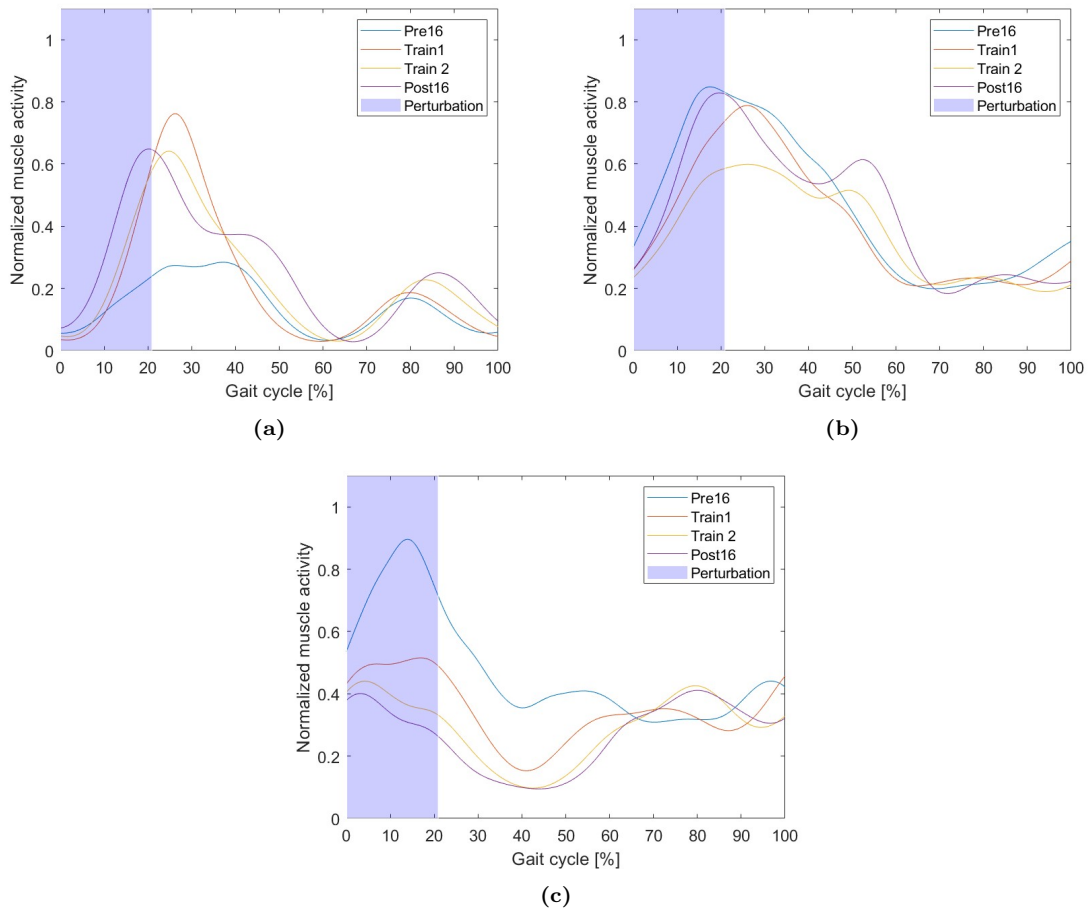 1
0.8
0.6
0.4
0.2
0
Normalized muscle activity
0 10 20 30 40 50 60 70 80 90 100
Gait cycle [%]
Pre16
Train1
Train 2
Post16
Perturbation
(a)
1
0.8
0.6
0.4
0.2
0
Normalized muscle activity
0 10 20 30 40 50 60 70 80 90 100
Gait cycle [%]
Pre16
Train1
Train 2
Post16
Perturbation
(b)
1
0.8
0.6
0.4
0.2
0
Normalized muscle activity
0 10 20 30 40 50 60 70 80 90 100
Gait cycle [%]
Pre16
Train1
Train 2
Post16
Perturbation
(c)